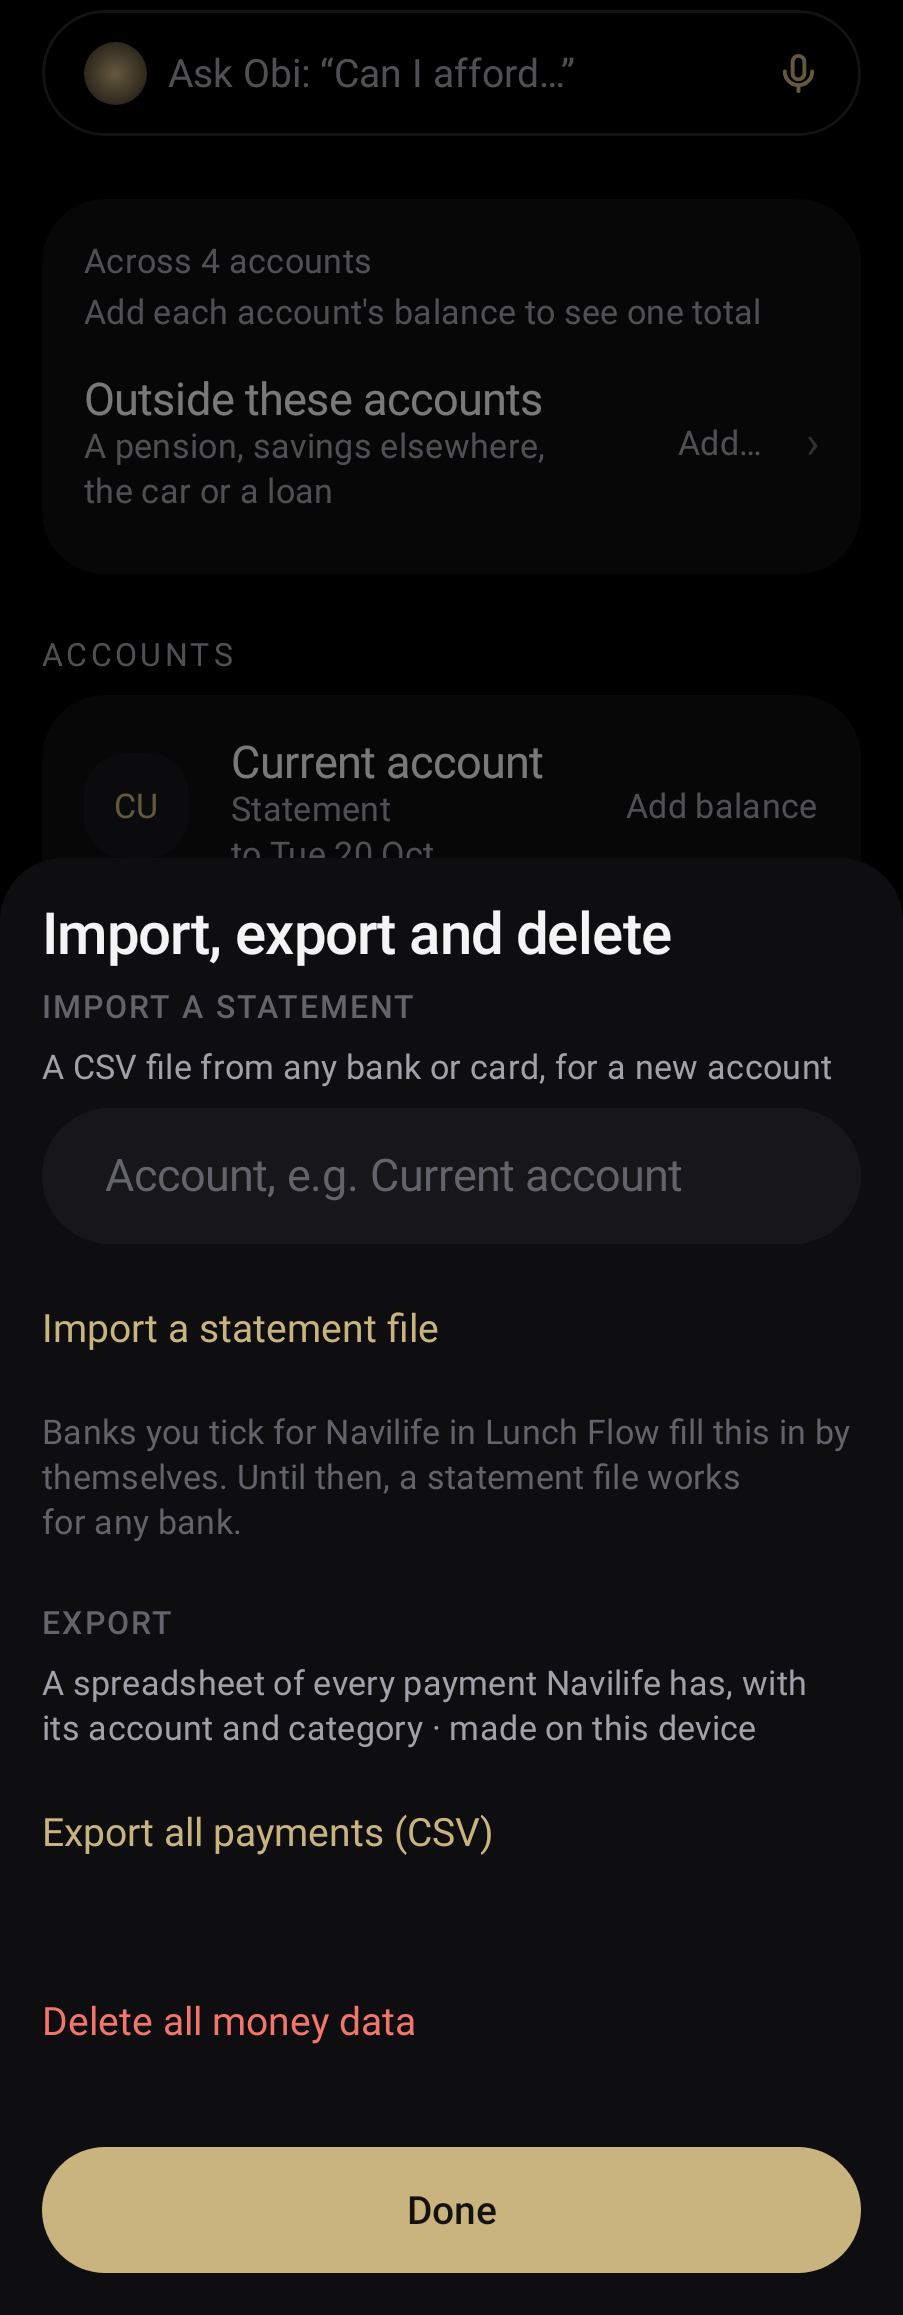 Ask Obi: “Can I afford…”
Across 4 accounts
Add each account's balance to see one total
Outside these accounts
A pension, savings elsewhere,
the car or a loan
Add… ›
ACCOUNTS
CU
Current account
Statement
to Tue 20 Oct
Add balance
Import, export and delete
IMPORT A STATEMENT
A CSV file from any bank or card, for a new account
Account, e.g. Current account
Import a statement file
Banks you tick for Navilife in Lunch Flow fill this in by
themselves. Until then, a statement file works
for any bank.
EXPORT
A spreadsheet of every payment Navilife has, with
its account and category · made on this device
Export all payments (CSV)
Delete all money data
Done